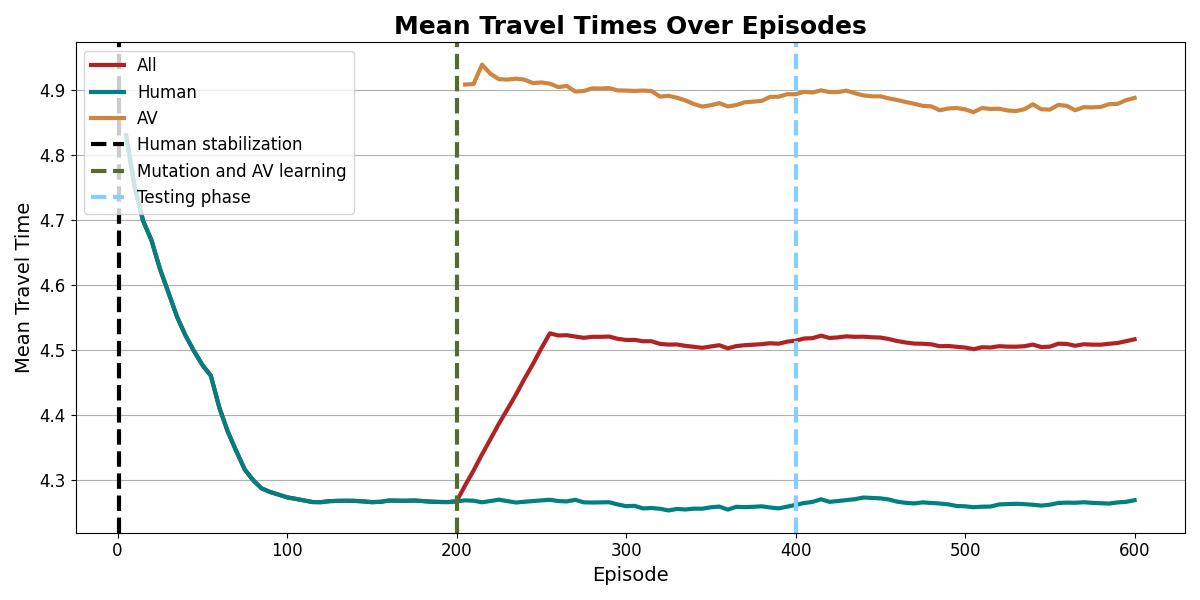 Mean Travel Times Over Episodes
All
Human
AV
Human stabilization
Mutation and AV learning
Testing phase
Mean Travel Time
4.9
4.8
4.7
4.6
4.5
4.4
4.3
0 100 200 300 400 500 600
Episode